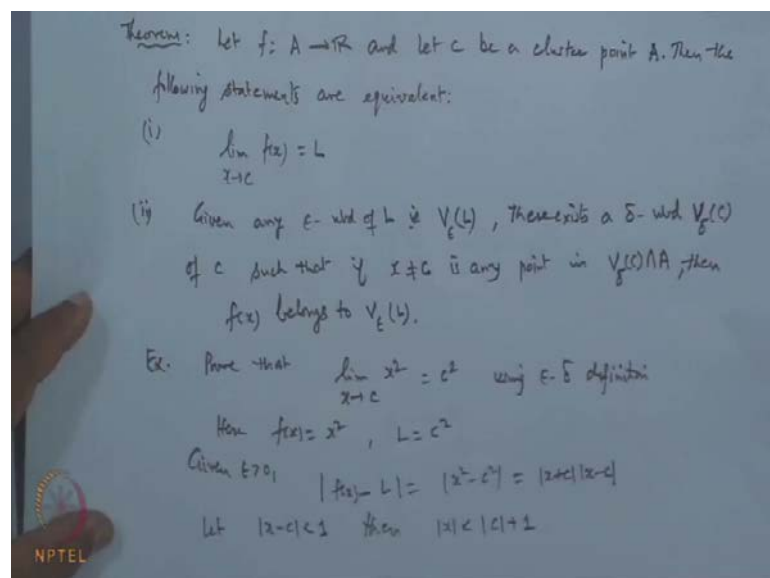 Theorem: Let f: A → R and let c be a cluster point A. Then the
following statements are equivalent:
(i) lim f(x) = L
x→c
(ii) Given any ε- nbd of L ie V_ε(L), there exists a δ- nbd V_δ(c)
of c such that if x ≠ c is any point in V_δ(c)∩A, then
f(x) belongs to V_ε(L).
Ex. Prove that lim x² = c² using ε-δ definition
x→c
Here f(x) = x², L = c²
Given ε>0, |f(x)-L| = |x²-c²| = |x+c||x-c|
Let |x-c|<1 then |x|<|c|+1
NPTEL